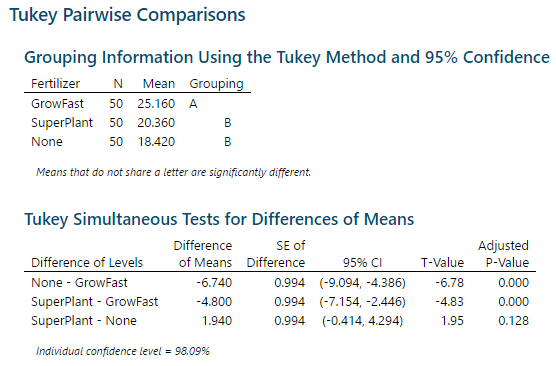 Tukey Pairwise Comparisons
Grouping Information Using the Tukey Method and 95% Confidence
Fertilizer N Mean Grouping
GrowFast 50 25.160 A
SuperPlant 50 20.360 B
None 50 18.420 B
Means that do not share a letter are significantly different.
Tukey Simultaneous Tests for Differences of Means
Difference SE of Adjusted
Difference of Levels of Means Difference 95% CI T-Value P-Value
None - GrowFast -6.740 0.994 (-9.094, -4.386) -6.78 0.000
SuperPlant - GrowFast -4.800 0.994 (-7.154, -2.446) -4.83 0.000
SuperPlant - None 1.940 0.994 (-0.414, 4.294) 1.95 0.128
Individual confidence level = 98.09%